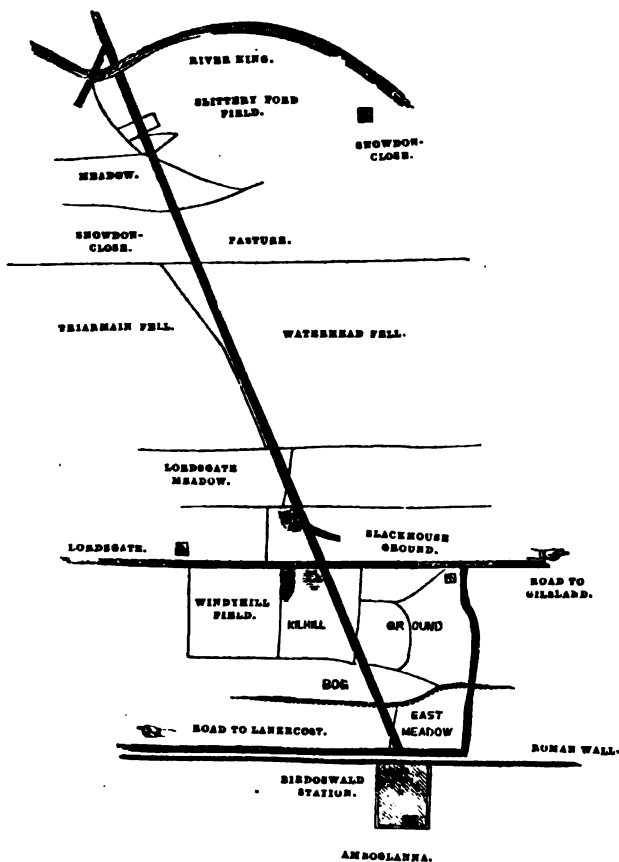 RIVER KING.
SLITTERY FORD
FIELD.
SNOWDON-
CLOSE.
MEADOW.
SNOWDON-
CLOSE.
PASTURE.
TRIARMAIN FELL.
WATERHEAD FELL.
LORDSGATE
MEADOW.
SLACKHOUSE
GROUND.
LORDSGATE.
ROAD TO
GILSLAND.
WINDYHILL
FIELD.
KILHILL
GROUND
BOG
EAST
MEADOW
ROAD TO LANERCOST.
ROMAN WALL.
BIRDOSWALD
STATION.
AMBOGLANNA.